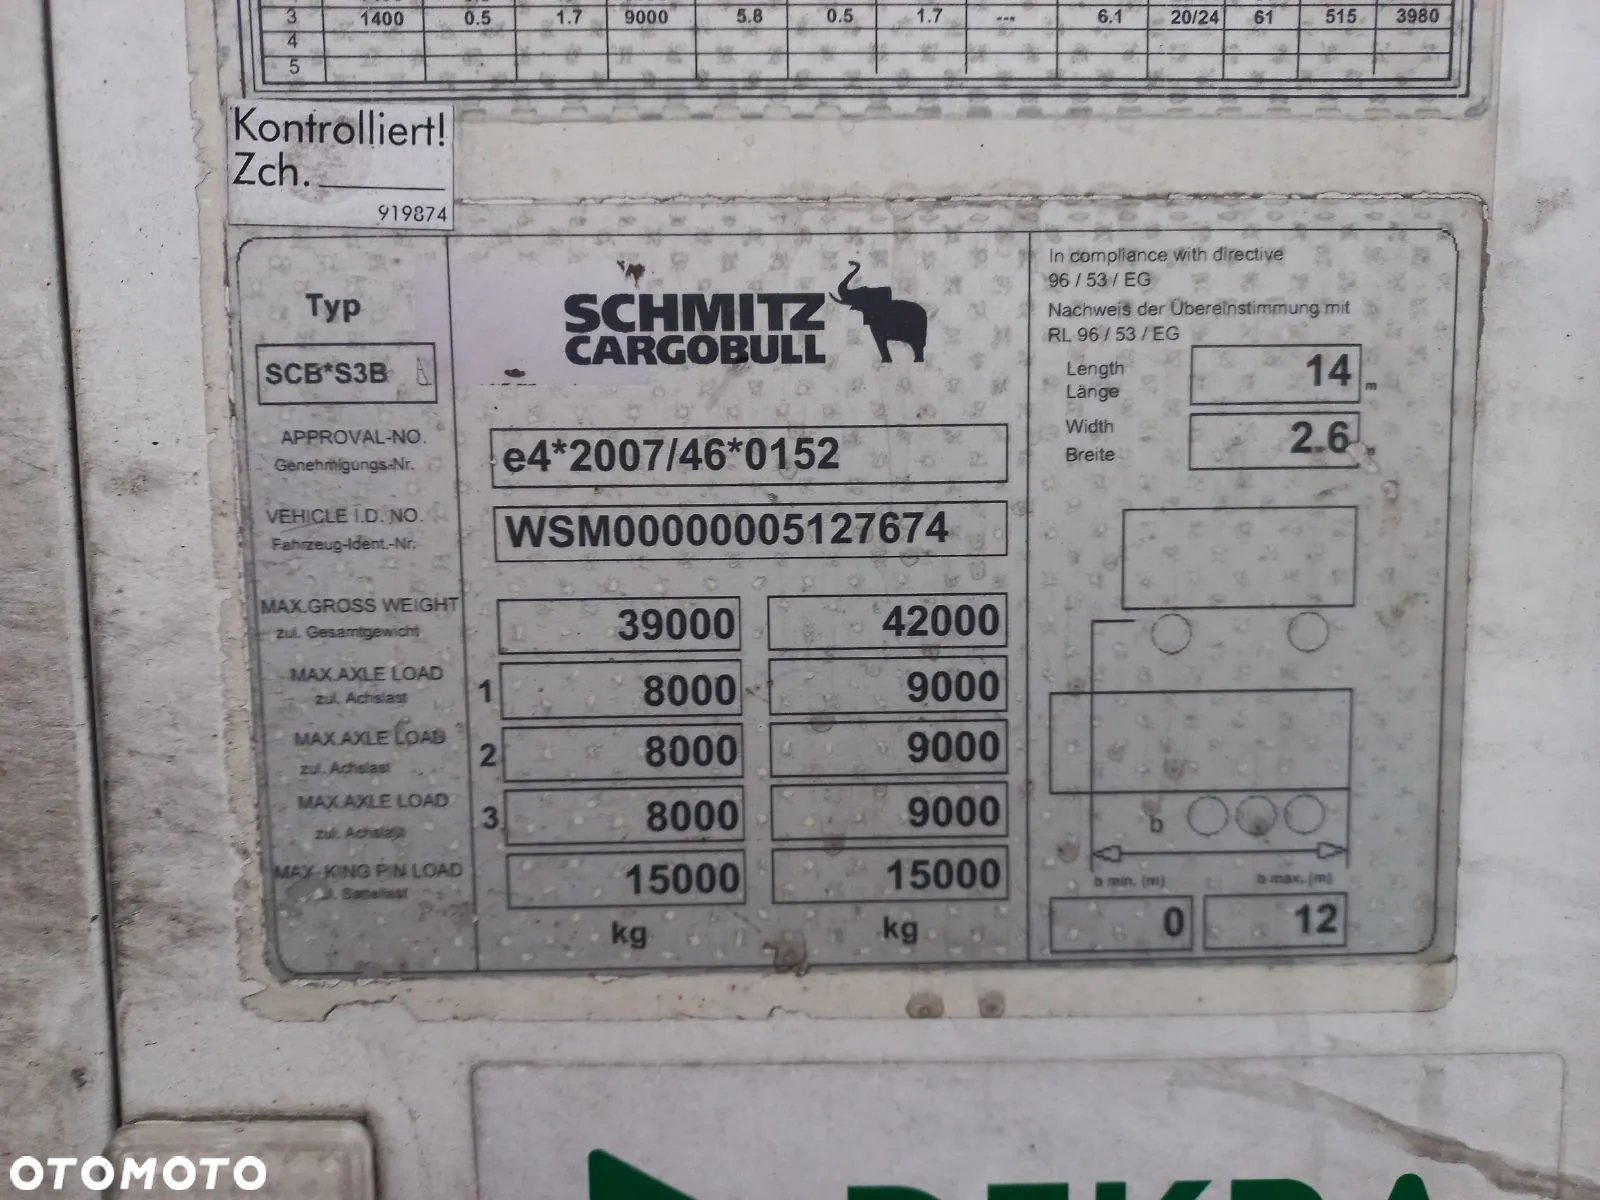 3 1400 0.5 1.7 9000 5.8 0.5 1.7 --- 6.1 20/24 61 515 3980
4
5
Kontrolliert!
Zch.
919874
Typ
SCB*S3B
SCHMITZ
CARGOBULL
APPROVAL-NO.
Genehmigungs-Nr.
e4*2007/46*0152
VEHICLE I.D. NO.
Fahrzeug-Ident.-Nr.
WSM00000005127674
MAX.GROSS WEIGHT
zul. Gesamtgewicht
39000 42000
MAX.AXLE LOAD
zul. Achslast
1 8000 9000
MAX.AXLE LOAD
zul. Achslast
2 8000 9000
MAX.AXLE LOAD
zul. Achslast
3 8000 9000
MAX. KING PIN LOAD
Sattellast
15000 15000
kg kg
In compliance with directive
96 / 53 / EG
Nachweis der Übereinstimmung mit
RL 96 / 53 / EG
Length
Länge
14 m
Width
Breite
2.6
b
b min. (m) b max. (m)
0 12
DEKRA
OTOMOTO